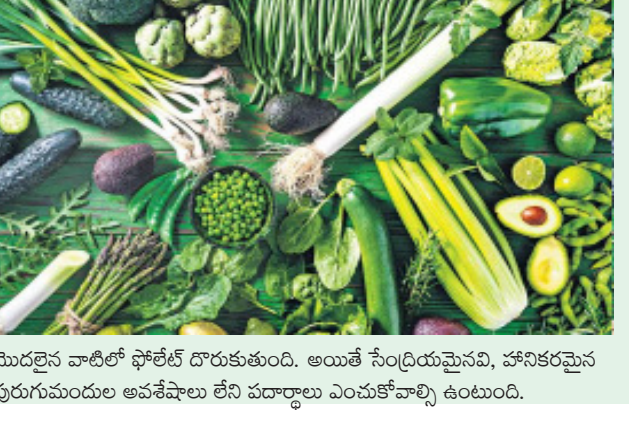 మొదలైన వాటిలో ఫోలేట్ దొరుకుతుంది. అయితే సేంద్రియమైనవి, హానికరమైన
పురుగుమందుల అవశేషాలు లేని పదార్థాలు ఎంచుకోవాల్సి ఉంటుంది.